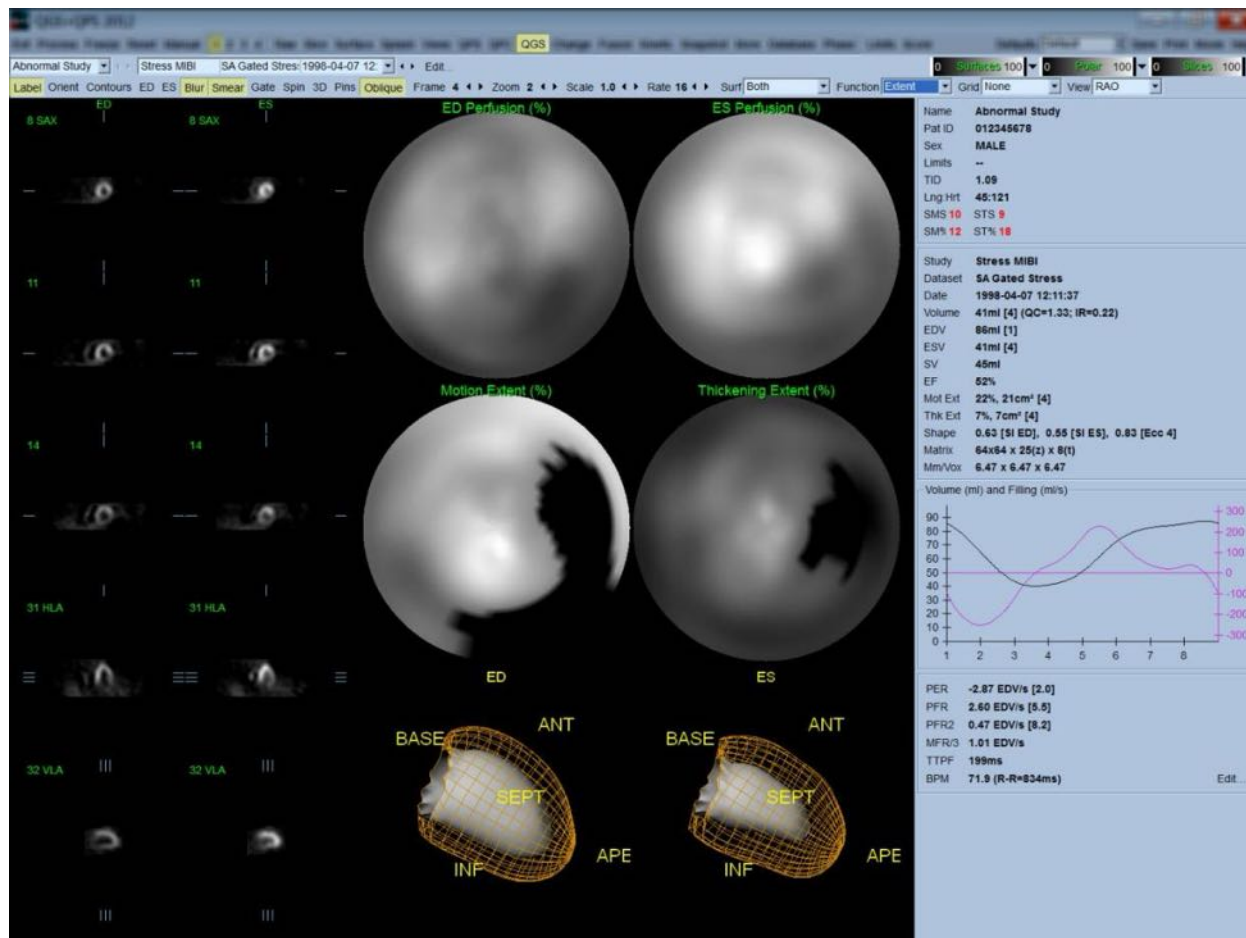 QGS+QPS 2012
QGS
Abnormal Study Stress MIBI SA Gated Stres: 1998-04-07 12: Edit...
0 Surfaces 100 0 Polar 100 0 Slices 100
Label Orient Contours ED ES Blur Smear Gate Spin 3D Pins Oblique Frame 4 Zoom 2 Scale 1.0 Rate 16 Surf Both Function Extent Grid None View RAO
ED ES
8 SAX 8 SAX
11 11
14 14
31 HLA 31 HLA
32 VLA 32 VLA
ED Perfusion (%) ES Perfusion (%)
Motion Extent (%) Thickening Extent (%)
ED ES
BASE ANT SEPT INF APE
BASE ANT SEPT INF APE
Name Abnormal Study
Pat ID 012345678
Sex MALE
Limits --
TID 1.09
Lng:Hrt 45:121
SMS 10 STS 9
SM% 12 ST% 18
Study Stress MIBI
Dataset SA Gated Stress
Date 1998-04-07 12:11:37
Volume 41ml [4] (QC=1.33; IR=0.22)
EDV 86ml [1]
ESV 41ml [4]
SV 45ml
EF 52%
Mot Ext 22%, 21cm² [4]
Thk Ext 7%, 7cm² [4]
Shape 0.63 [SI ED], 0.55 [SI ES], 0.83 [Ecc 4]
Matrix 64x64 x 25(z) x 8(t)
Mm/Vox 6.47 x 6.47 x 6.47
Volume (ml) and Filling (ml/s)
90
80
70
60
50
40
30
20
10
0
300
200
100
0
-100
-200
-300
1 2 3 4 5 6 7 8
PER -2.87 EDV/s [2.0]
PFR 2.60 EDV/s [5.5]
PFR2 0.47 EDV/s [8.2]
MFR/3 1.01 EDV/s
TTPF 199ms
BPM 71.9 (R-R=834ms) Edit...